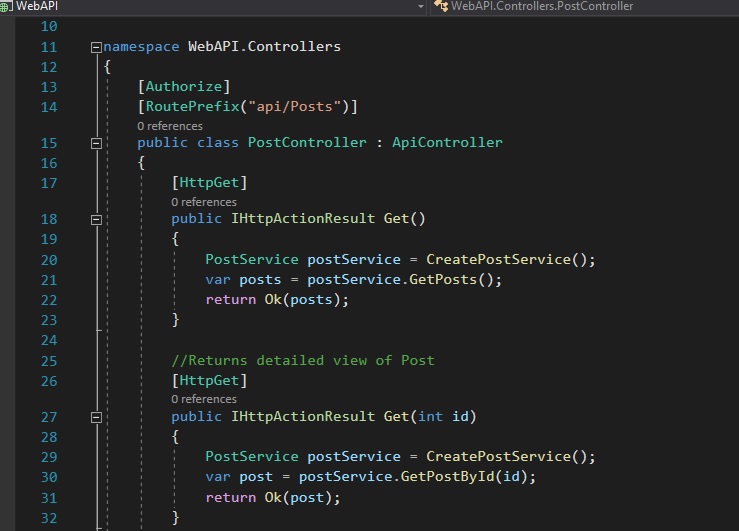 WebAPI WebAPI.Controllers.PostController
10
11 namespace WebAPI.Controllers
12 {
13 [Authorize]
14 [RoutePrefix("api/Posts")]
0 references
15 public class PostController : ApiController
16 {
17 [HttpGet]
0 references
18 public IHttpActionResult Get()
19 {
20 PostService postService = CreatePostService();
21 var posts = postService.GetPosts();
22 return Ok(posts);
23 }
24
25 //Returns detailed view of Post
26 [HttpGet]
0 references
27 public IHttpActionResult Get(int id)
28 {
29 PostService postService = CreatePostService();
30 var post = postService.GetPostById(id);
31 return Ok(post);
32 }